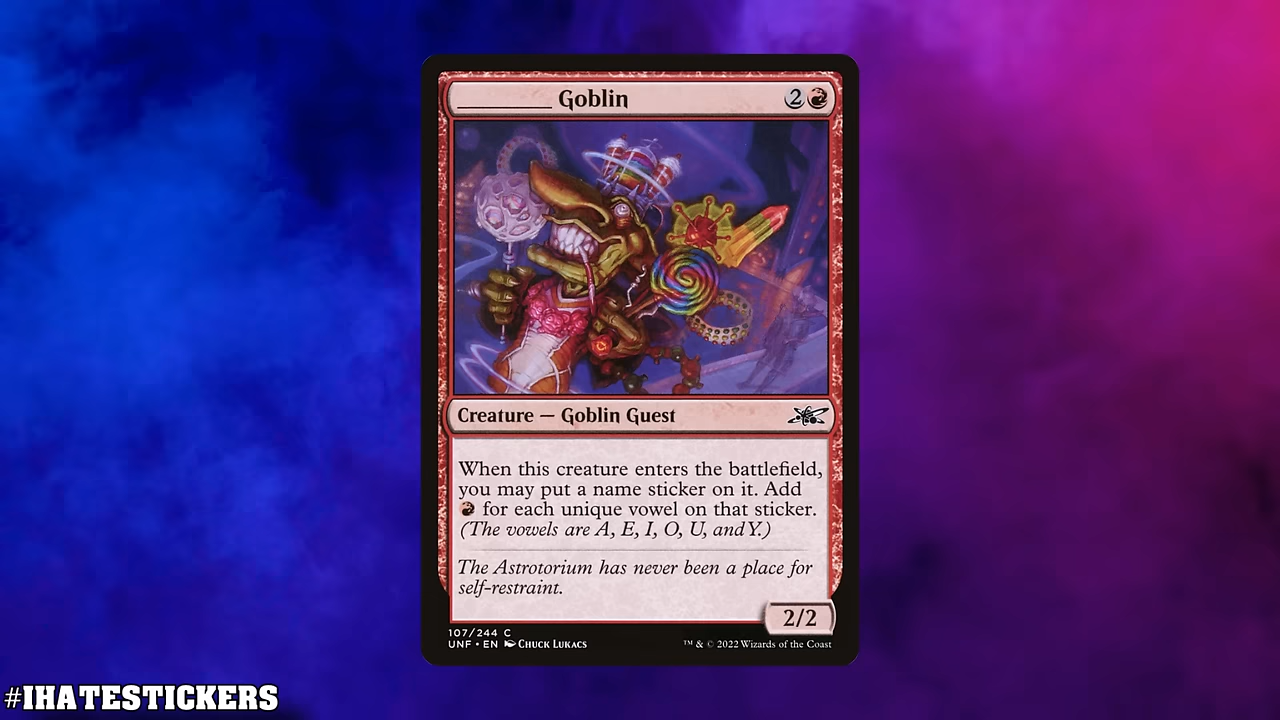 _________ Goblin 2
Creature — Goblin Guest
When this creature enters the battlefield,
you may put a name sticker on it. Add
for each unique vowel on that sticker.
(The vowels are A, E, I, O, U, and Y.)
The Astrotorium has never been a place for
self-restraint.
2/2
107/244 C
UNF • EN Chuck Lukacs
™ & © 2022 Wizards of the Coast
#IHATESTICKERS